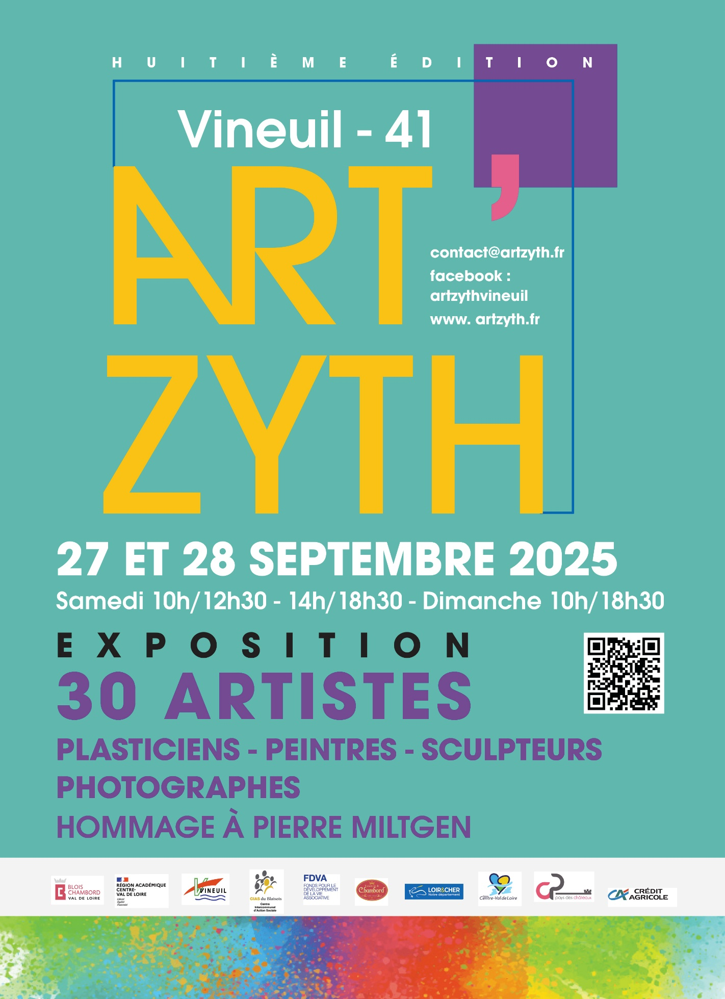 HUITIÈME ÉDITION
Vineuil - 41
ART'
contact@artzyth.fr
facebook :
artzythvineuil
www. artzyth.fr
ZYTH
27 ET 28 SEPTEMBRE 2025
Samedi 10h/12h30 - 14h/18h30 - Dimanche 10h/18h30
EXPOSITION
30 ARTISTES
PLASTICIENS - PEINTRES - SCULPTEURS
PHOTOGRAPHES
HOMMAGE À PIERRE MILTGEN
BLOIS
CHAMBORD
VAL DE LOIRE
RÉGION ACADÉMIQUE
CENTRE-
VAL DE LOIRE
Liberté
Égalité
Fraternité
VINEUIL
CIAS du Blaisois
Centre
Intercommunal
d'Action Sociale
FDVA
FONDS POUR LE
DÉVELOPPEMENT
DE LA VIE
ASSOCIATIVE
Chambord
LOIR&CHER
Notre département
Centre-Val de Loire
pays des châteaux
CA CRÉDIT
AGRICOLE